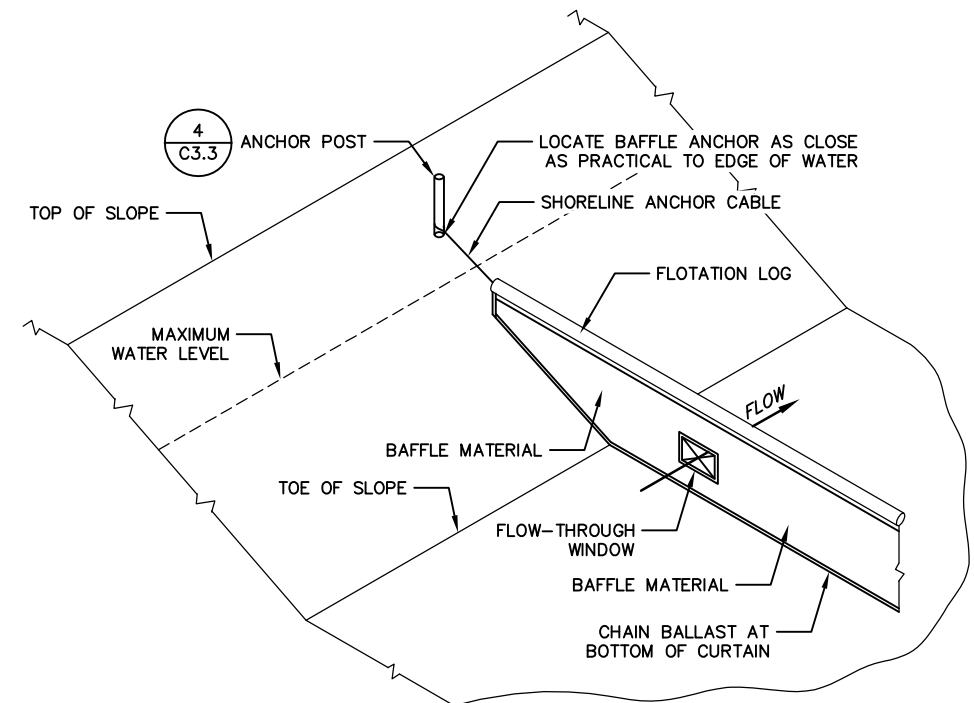 4
C3.3
ANCHOR POST
LOCATE BAFFLE ANCHOR AS CLOSE
AS PRACTICAL TO EDGE OF WATER
SHORELINE ANCHOR CABLE
TOP OF SLOPE
FLOTATION LOG
MAXIMUM
WATER LEVEL
FLOW
BAFFLE MATERIAL
TOE OF SLOPE
FLOW-THROUGH
WINDOW
BAFFLE MATERIAL
CHAIN BALLAST AT
BOTTOM OF CURTAIN